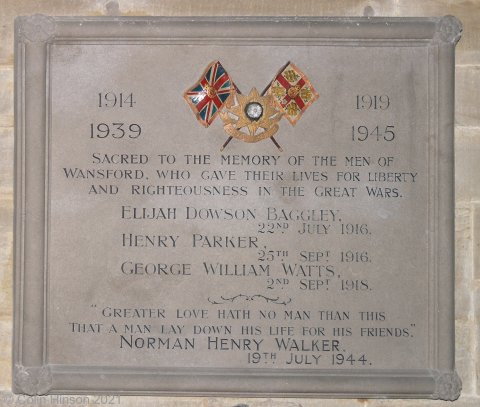 1914 1919
1939 1945
SACRED TO THE MEMORY OF THE MEN OF
WANSFORD, WHO GAVE THEIR LIVES FOR LIBERTY
AND RIGHTEOUSNESS IN THE GREAT WARS.
ELIJAH DOWSON BAGGLEY,
22ND JULY 1916.
HENRY PARKER,
25TH SEPT 1916.
GEORGE WILLIAM WATTS,
2ND SEPT 1918.
"GREATER LOVE HATH NO MAN THAN THIS
THAT A MAN LAY DOWN HIS LIFE FOR HIS FRIENDS."
NORMAN HENRY WALKER,
19TH JULY 1944.
© Colin Hinson 2021